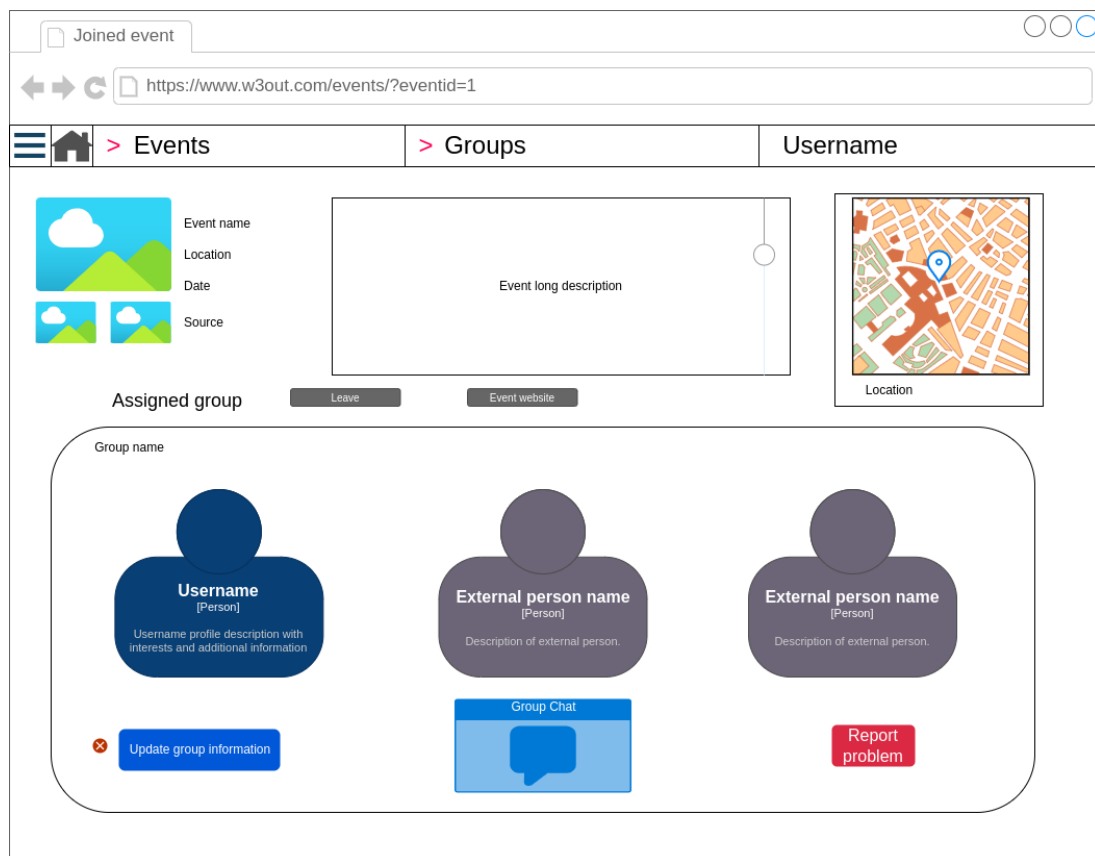 Joined event
https://www.w3out.com/events/?eventid=1
> Events
> Groups
Username
Event name
Location
Date
Source
Event long description
Location
Assigned group
Leave
Event website
Group name
Username
[Person]
Username profile description with
interests and additional information
External person name
[Person]
Description of external person.
External person name
[Person]
Description of external person.
Update group information
Group Chat
Report
problem